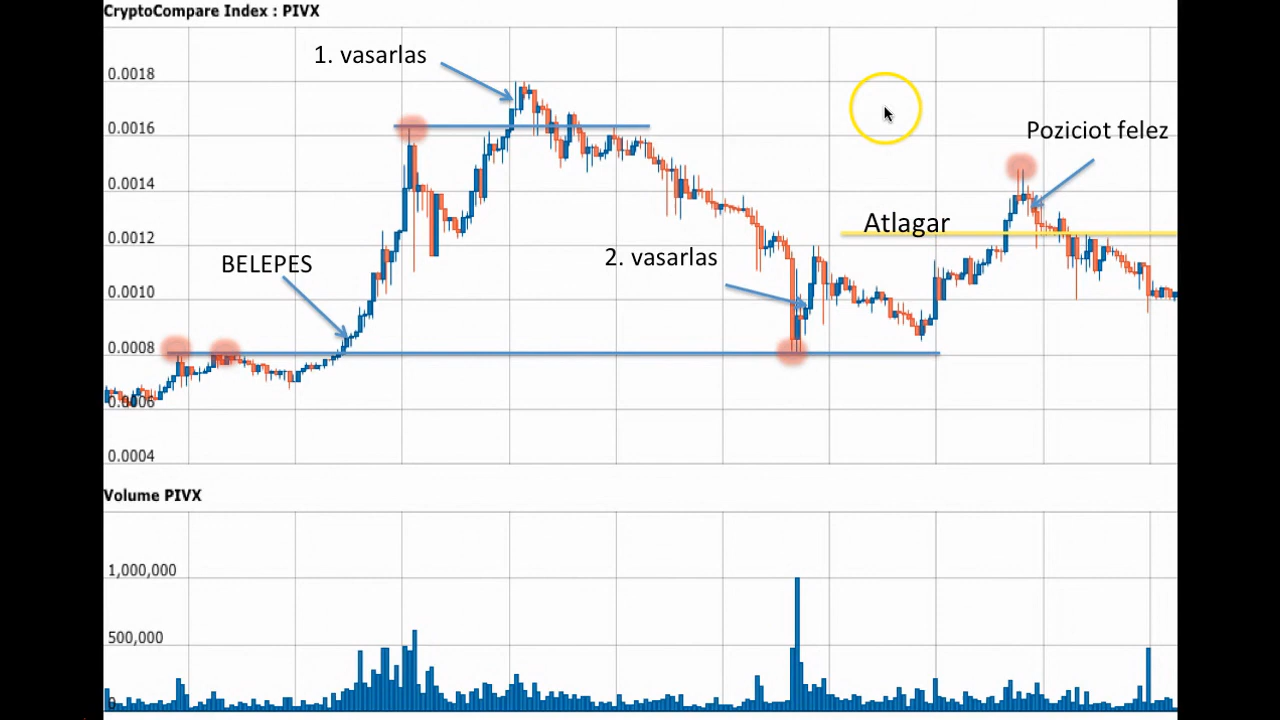 CryptoCompare Index : PIVX
1. vasarlas
0.0018
0.0016
Poziciot felez
0.0014
Atlagar
0.0012
2. vasarlas
BELEPES
0.0010
0.0008
0.0006
0.0004
Volume PIVX
1,000,000
500,000
0